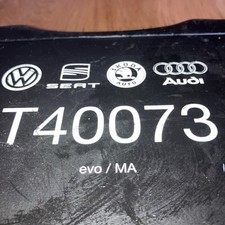 SEAT ŠKODA AUTO Audi
T40073
evo / MA